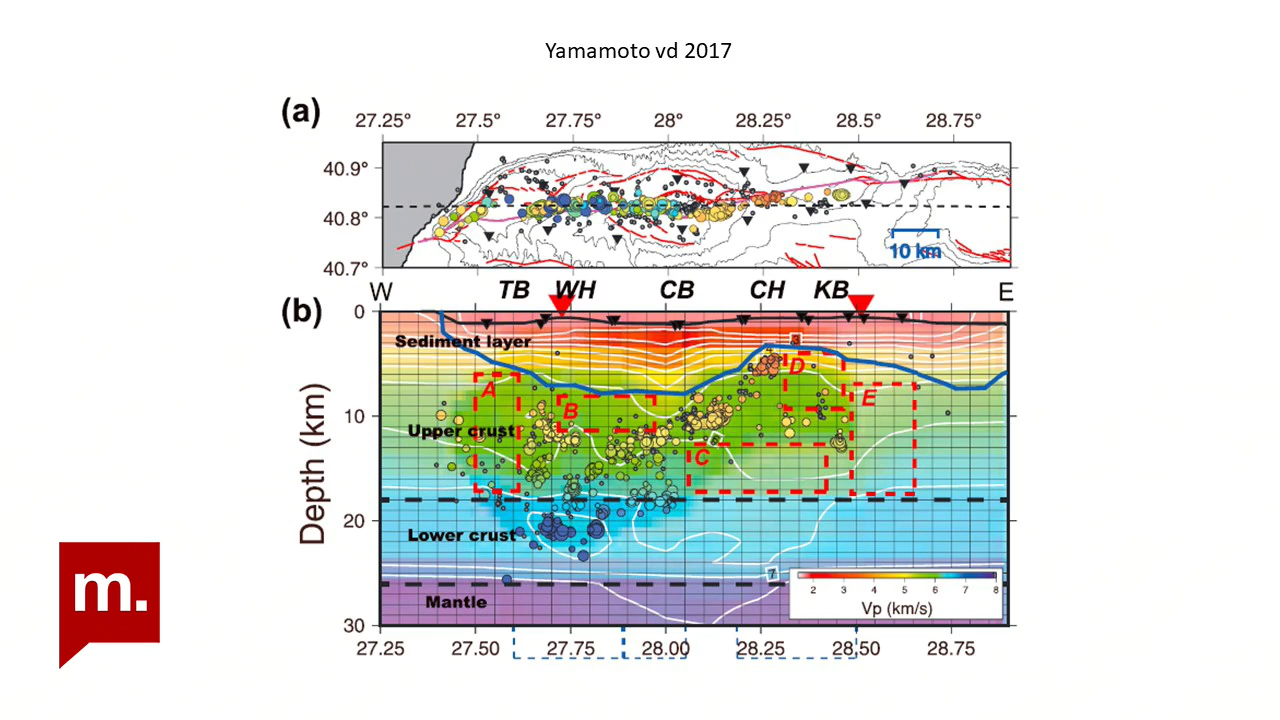 Yamamoto vd 2017
(a)
27.25° 27.5° 27.75° 28° 28.25° 28.5° 28.75°
40.9°
40.8°
40.7°
10 km
W TB WH CB CH KB E
(b)
0
10
20
30
Depth (km)
3
Sediment layer
A
B
C
D
E
Upper crust
6
Lower crust
7
Mantle
2 3 4 5 6 7 8
Vp (km/s)
27.25 27.50 27.75 28.00 28.25 28.50 28.75
m.